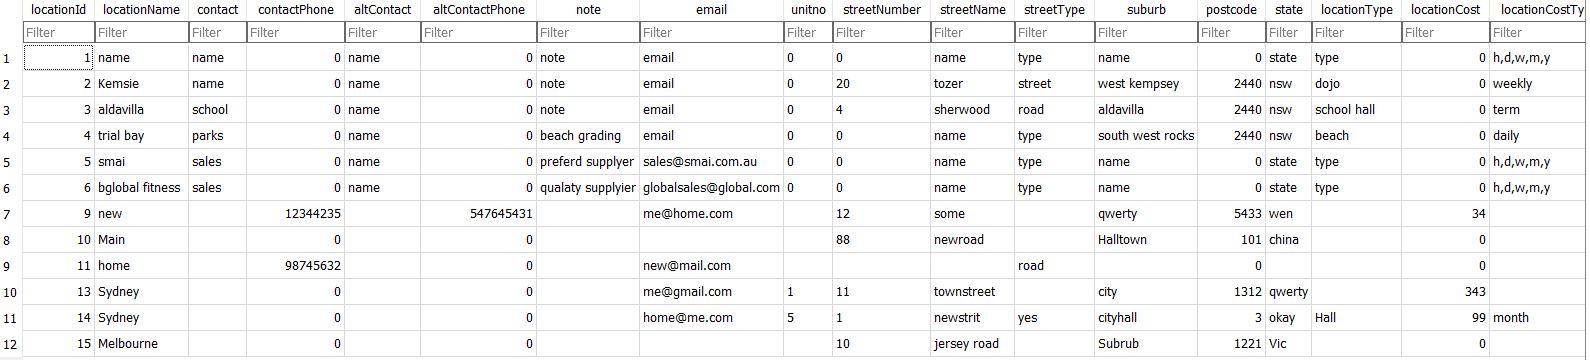 locationId locationName contact contactPhone altContact altContactPhone note email unitno streetNumber streetName streetType suburb postcode state locationType locationCost locationCostTy
Filter Filter Filter Filter Filter Filter Filter Filter Filter Filter Filter Filter Filter Filter Filter Filter Filter Filter
1 1 name name 0 name 0 note email 0 0 name type name 0 state type 0 h,d,w,m,y
2 2 Kemsie name 0 name 0 note email 0 20 tozer street west kempsey 2440 nsw dojo 0 weekly
3 3 aldavilla school 0 name 0 note email 0 4 sherwood road aldavilla 2440 nsw school hall 0 term
4 4 trial bay parks 0 name 0 beach grading email 0 0 name type south west rocks 2440 nsw beach 0 daily
5 5 smai sales 0 name 0 preferd supplyer sales@smai.com.au 0 0 name type name 0 state type 0 h,d,w,m,y
6 6 bglobal fitness sales 0 name 0 qualaty supplyier globalsales@global.com 0 0 name type name 0 state type 0 h,d,w,m,y
7 9 new 12344235 547645431 me@home.com 12 some qwerty 5433 wen 34
8 10 Main 0 0 88 newroad Halltown 101 china 0
9 11 home 98745632 0 new@mail.com road 0 0
10 13 Sydney 0 0 me@gmail.com 1 11 townstreet city 1312 qwerty 343
11 14 Sydney 0 0 home@me.com 5 1 newstrit yes cityhall 3 okay Hall 99 month
12 15 Melbourne 0 0 10 jersey road Subrub 1221 Vic 0